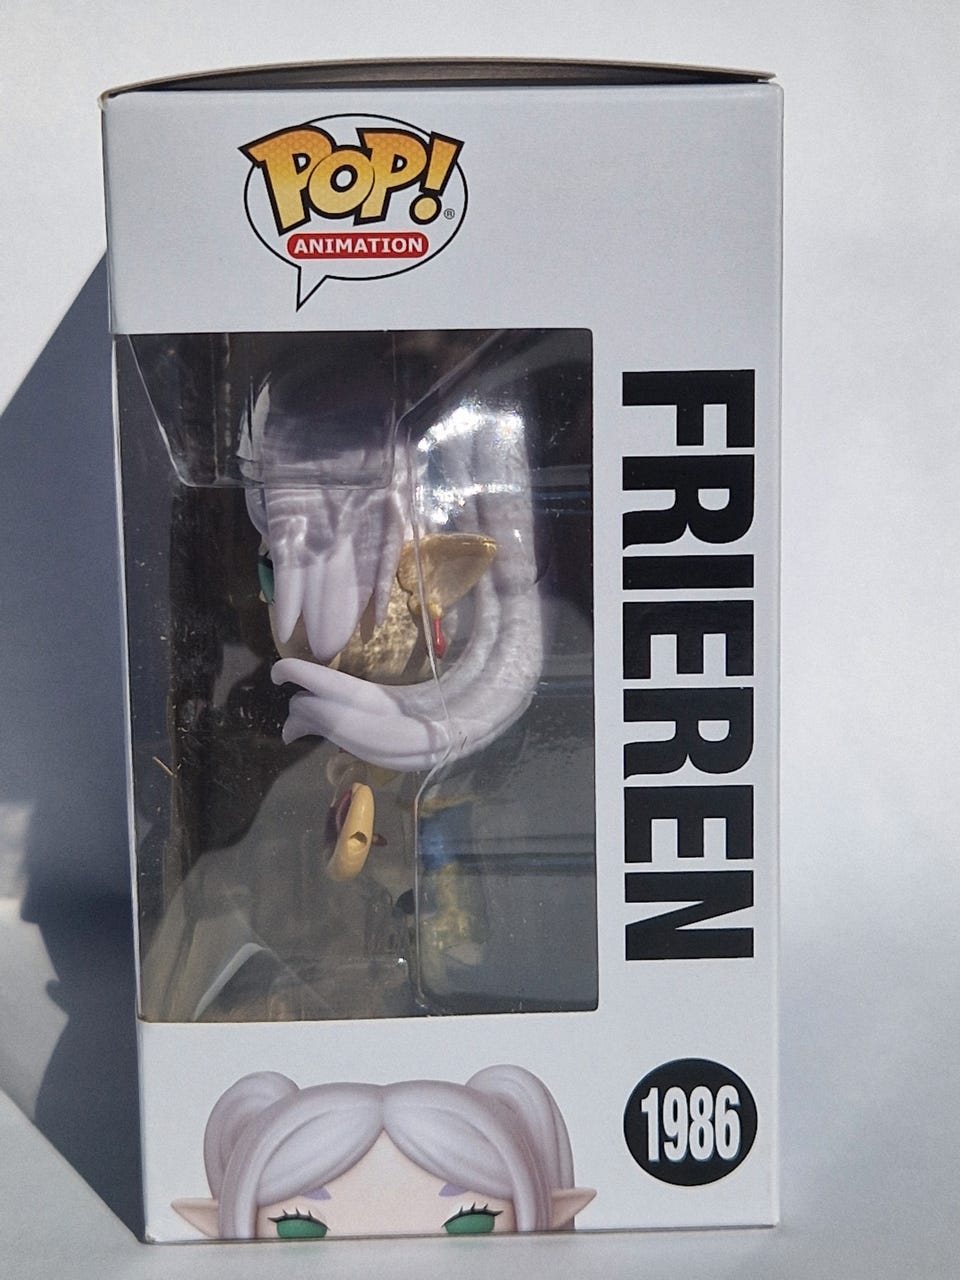 POP!®
ANIMATION
FRIEREN
1986